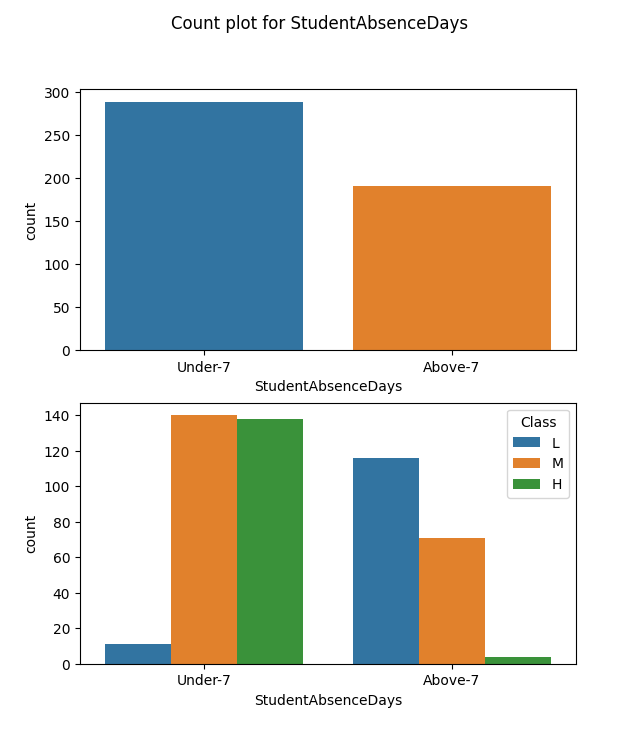 Count plot for StudentAbsenceDays
300
250
200
150
100
50
0
count
Under-7 Above-7
StudentAbsenceDays
140
120
100
80
60
40
20
0
count
Class
L
M
H
Under-7 Above-7
StudentAbsenceDays